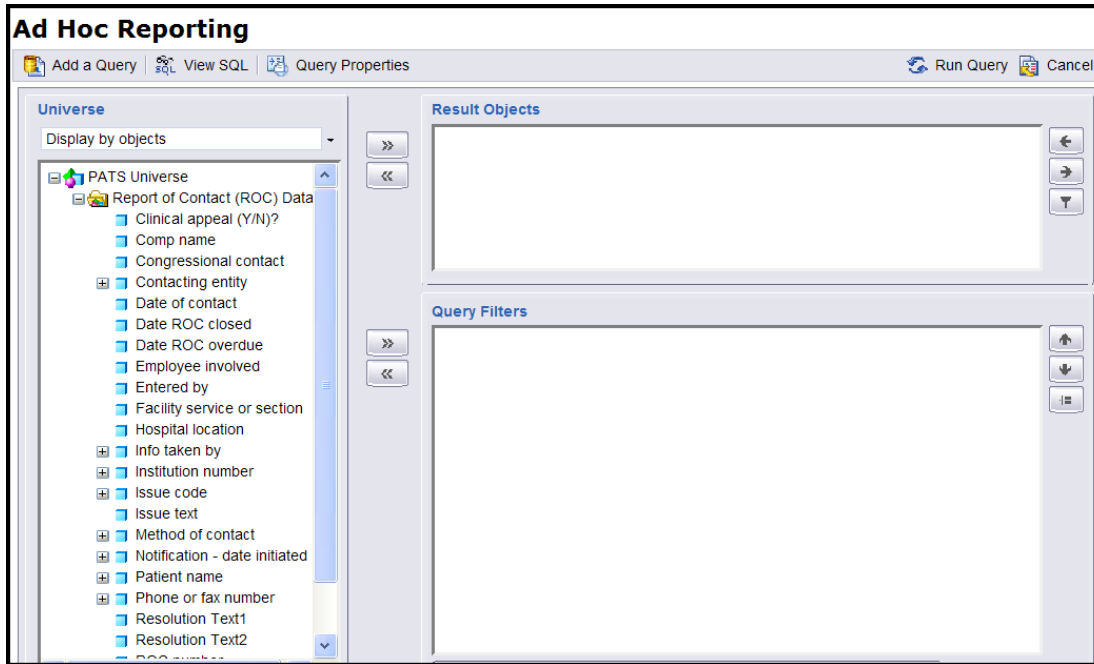 Ad Hoc Reporting
Add a Query View SQL Query Properties Run Query Cancel
Universe
Display by objects
PATS Universe
Report of Contact (ROC) Data
Clinical appeal (Y/N)?
Comp name
Congressional contact
Contacting entity
Date of contact
Date ROC closed
Date ROC overdue
Employee involved
Entered by
Facility service or section
Hospital location
Info taken by
Institution number
Issue code
Issue text
Method of contact
Notification - date initiated
Patient name
Phone or fax number
Resolution Text1
Resolution Text2
ROC number
Result Objects
Query Filters